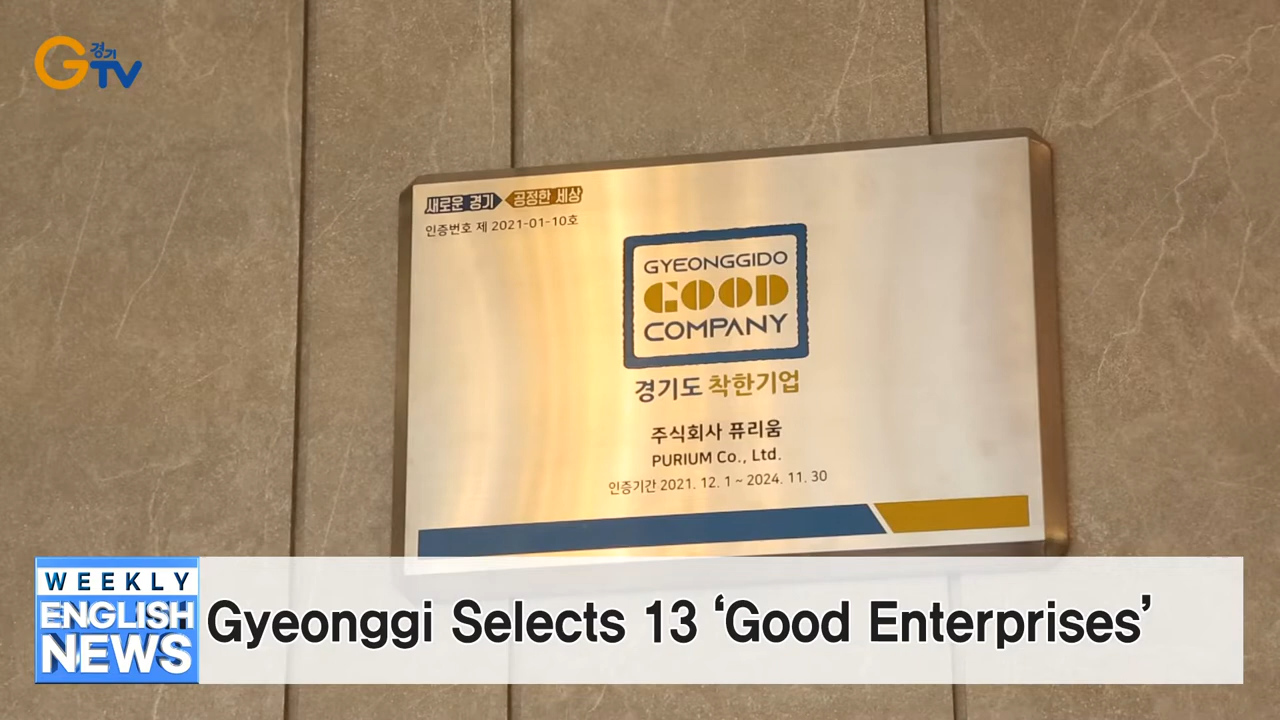 G경기TV
새로운 경기 공정한 세상
인증번호 제 2021-01-10호
GYEONGGIDO
GOOD
COMPANY
경기도 착한기업
주식회사 퓨리움
PURIUM Co., Ltd.
인증기간 2021. 12. 1 ~ 2024. 11. 30
WEEKLY
ENGLISH
NEWS
Gyeonggi Selects 13 ‘Good Enterprises’